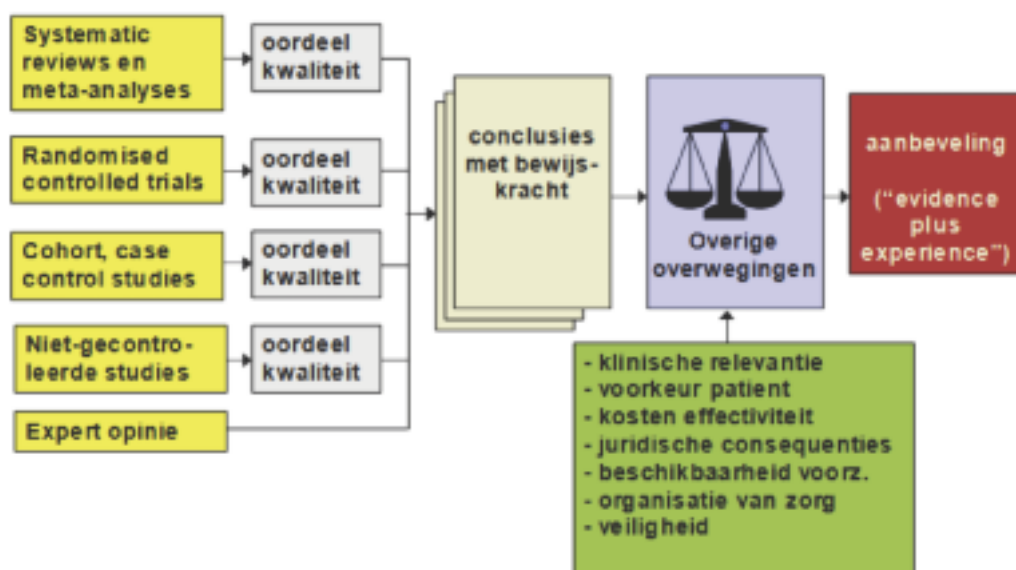 Systematic
reviews en
meta-analyses
oordeel
kwaliteit
Randomised
controlled trials
oordeel
kwaliteit
Cohort, case
control studies
oordeel
kwaliteit
Niet-gecontro-
leerde studies
oordeel
kwaliteit
Expert opinie
conclusies
met bewijs-
kracht
Overige
overwegingen
aanbeveling
(“evidence
plus
experience”)
- klinische relevantie
- voorkeur patient
- kosten effectiviteit
- juridische consequenties
- beschikbaarheid voorz.
- organisatie van zorg
- veiligheid